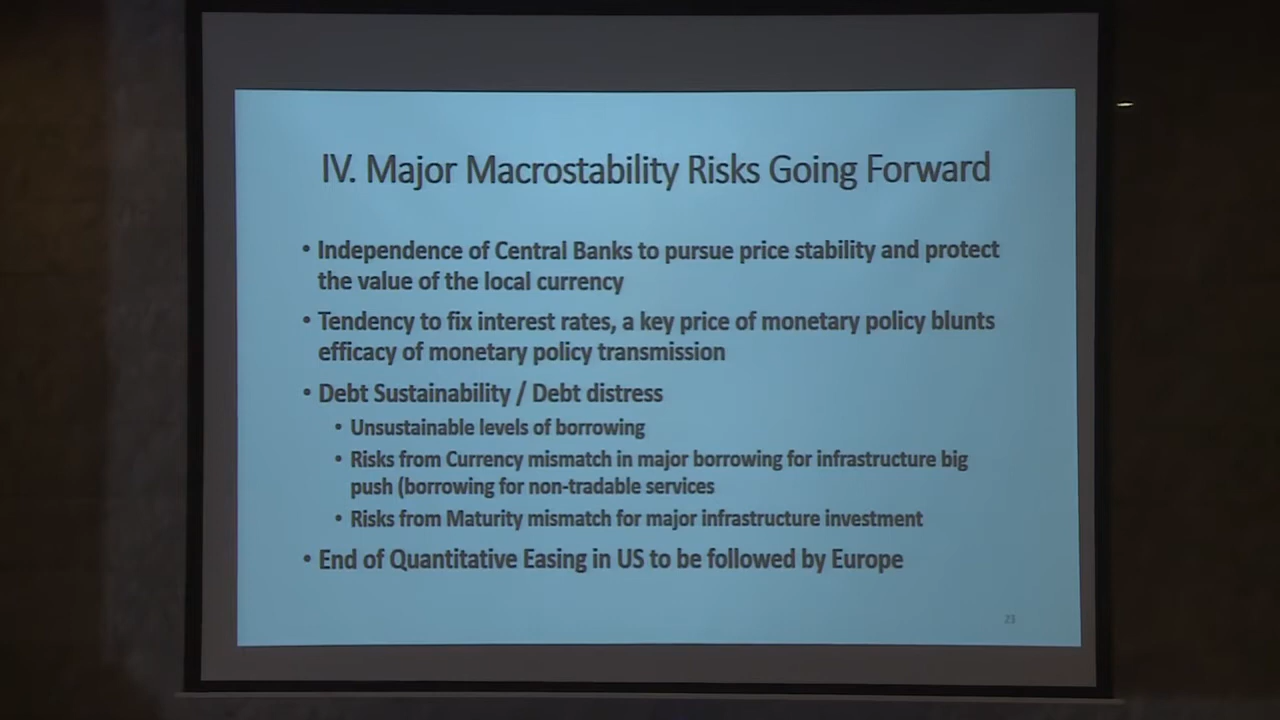 IV. Major Macrostability Risks Going Forward
• Independence of Central Banks to pursue price stability and protect
the value of the local currency
• Tendency to fix interest rates, a key price of monetary policy blunts
efficacy of monetary policy transmission
• Debt Sustainability / Debt distress
• Unsustainable levels of borrowing
• Risks from Currency mismatch in major borrowing for infrastructure big
push (borrowing for non-tradable services
• Risks from Maturity mismatch for major infrastructure investment
• End of Quantitative Easing in US to be followed by Europe
23